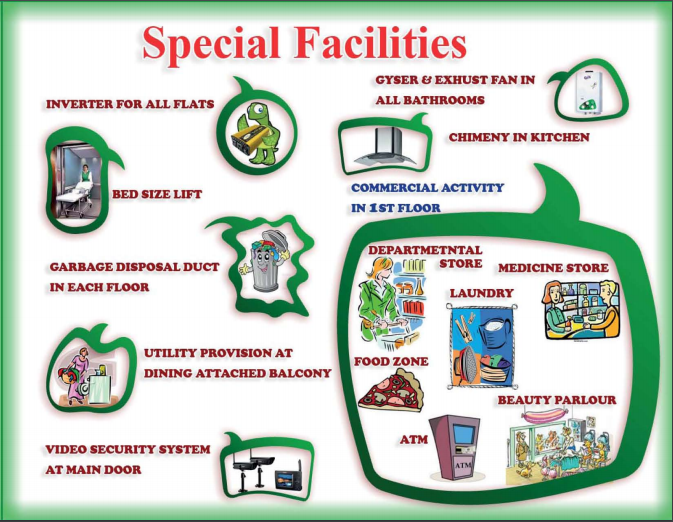 Special Facilities
INVERTER FOR ALL FLATS
BED SIZE LIFT
GARBAGE DISPOSAL DUCT
IN EACH FLOOR
UTILITY PROVISION AT
DINING ATTACHED BALCONY
VIDEO SECURITY SYSTEM
AT MAIN DOOR
GYSER & EXHUST FAN IN
ALL BATHROOMS
CHIMENY IN KITCHEN
COMMERCIAL ACTIVITY
IN 1ST FLOOR
DEPARTMETNTAL
STORE
MEDICINE STORE
LAUNDRY
FOOD ZONE
BEAUTY PARLOUR
ATM
ATM